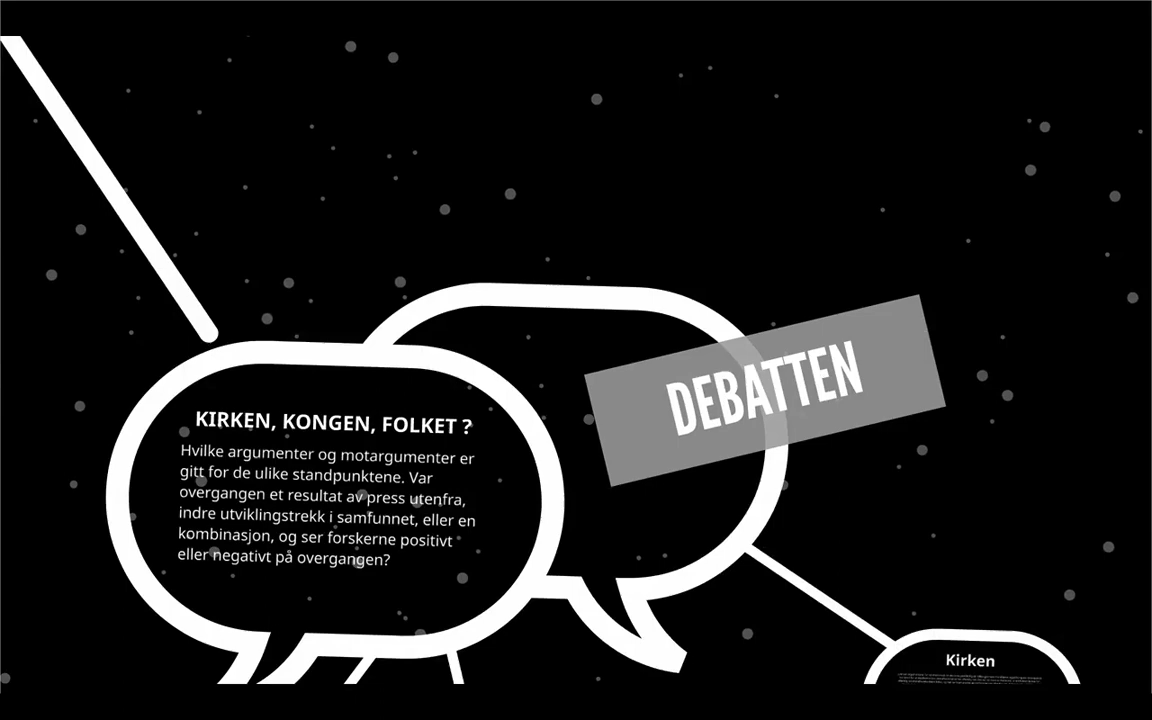 DEBATTEN
KIRKEN, KONGEN, FOLKET ?
Hvilke argumenter og motargumenter er
gitt for de ulike standpunktene. Var
overgangen et resultat av press utenfra,
indre utviklingstrekk i samfunnet, eller en
kombinasjon, og ser forskerne positivt
eller negativt på overgangen?
Kirken